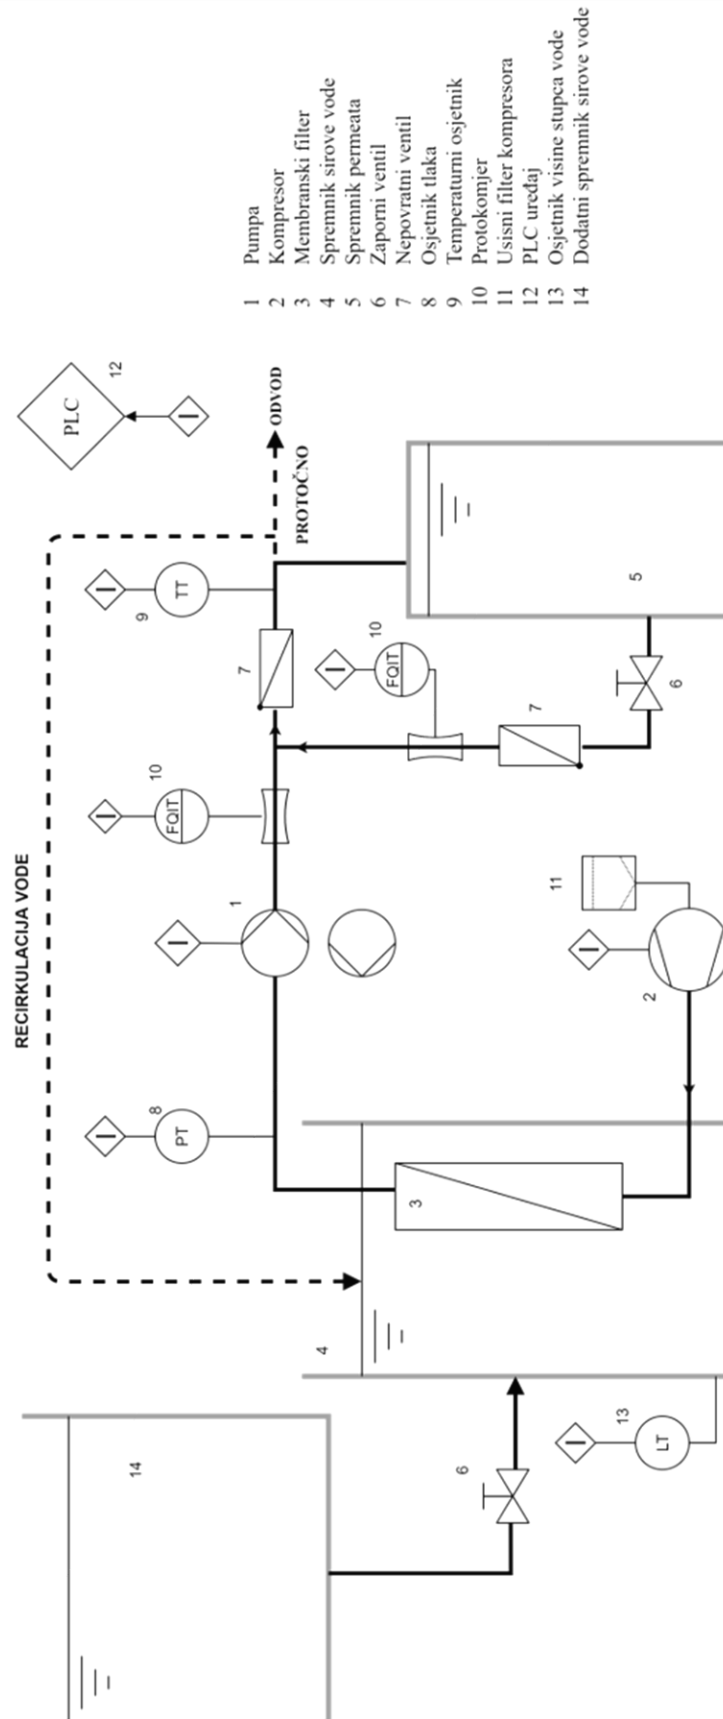 RECIRKULACIJA VODE
14
6
13
LT
4
8
PT
3
1
2
11
10
FQIT
7
7
10
FQIT
9
TT
6
5
PROTOČNO
ODVOD
PLC
12
1 Pumpa
2 Kompresor
3 Membranski filter
4 Spremnik sirove vode
5 Spremnik permeata
6 Zaporni ventil
7 Nepovratni ventil
8 Osjetnik tlaka
9 Temperaturni osjetnik
10 Protokomjer
11 Usisni filter kompresora
12 PLC uređaj
13 Osjetnik visine stupca vode
14 Dodatni spremnik sirove vode